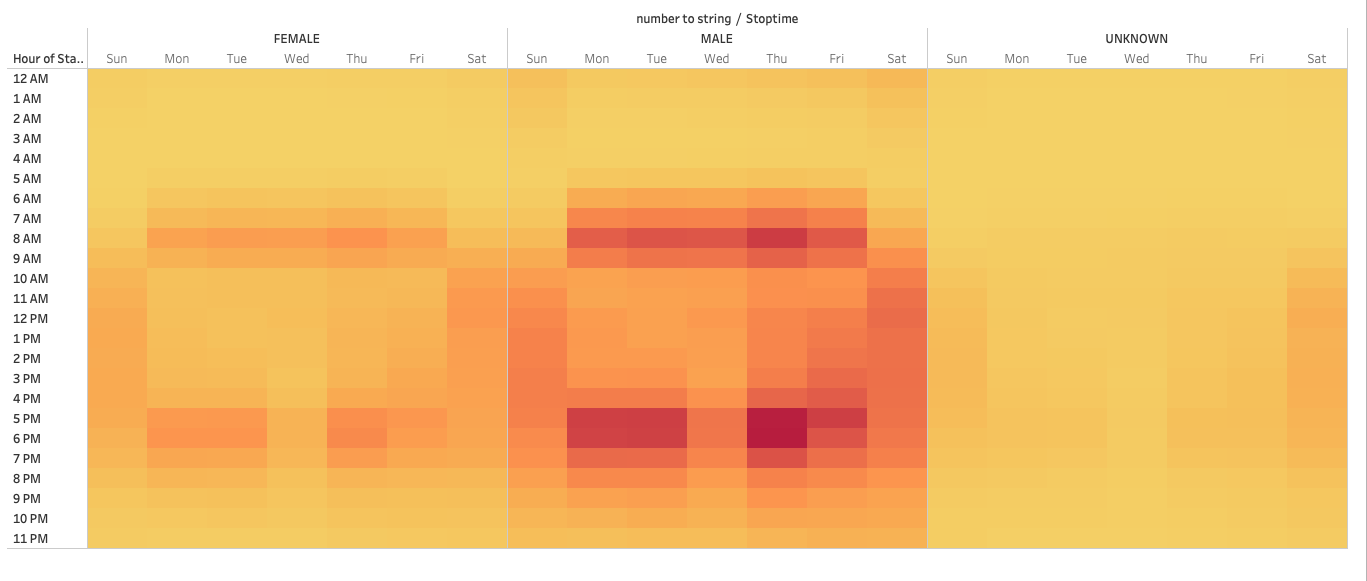 number to string / Stoptime
FEMALE MALE UNKNOWN
Hour of Sta.. Sun Mon Tue Wed Thu Fri Sat Sun Mon Tue Wed Thu Fri Sat Sun Mon Tue Wed Thu Fri Sat
12 AM
1 AM
2 AM
3 AM
4 AM
5 AM
6 AM
7 AM
8 AM
9 AM
10 AM
11 AM
12 PM
1 PM
2 PM
3 PM
4 PM
5 PM
6 PM
7 PM
8 PM
9 PM
10 PM
11 PM